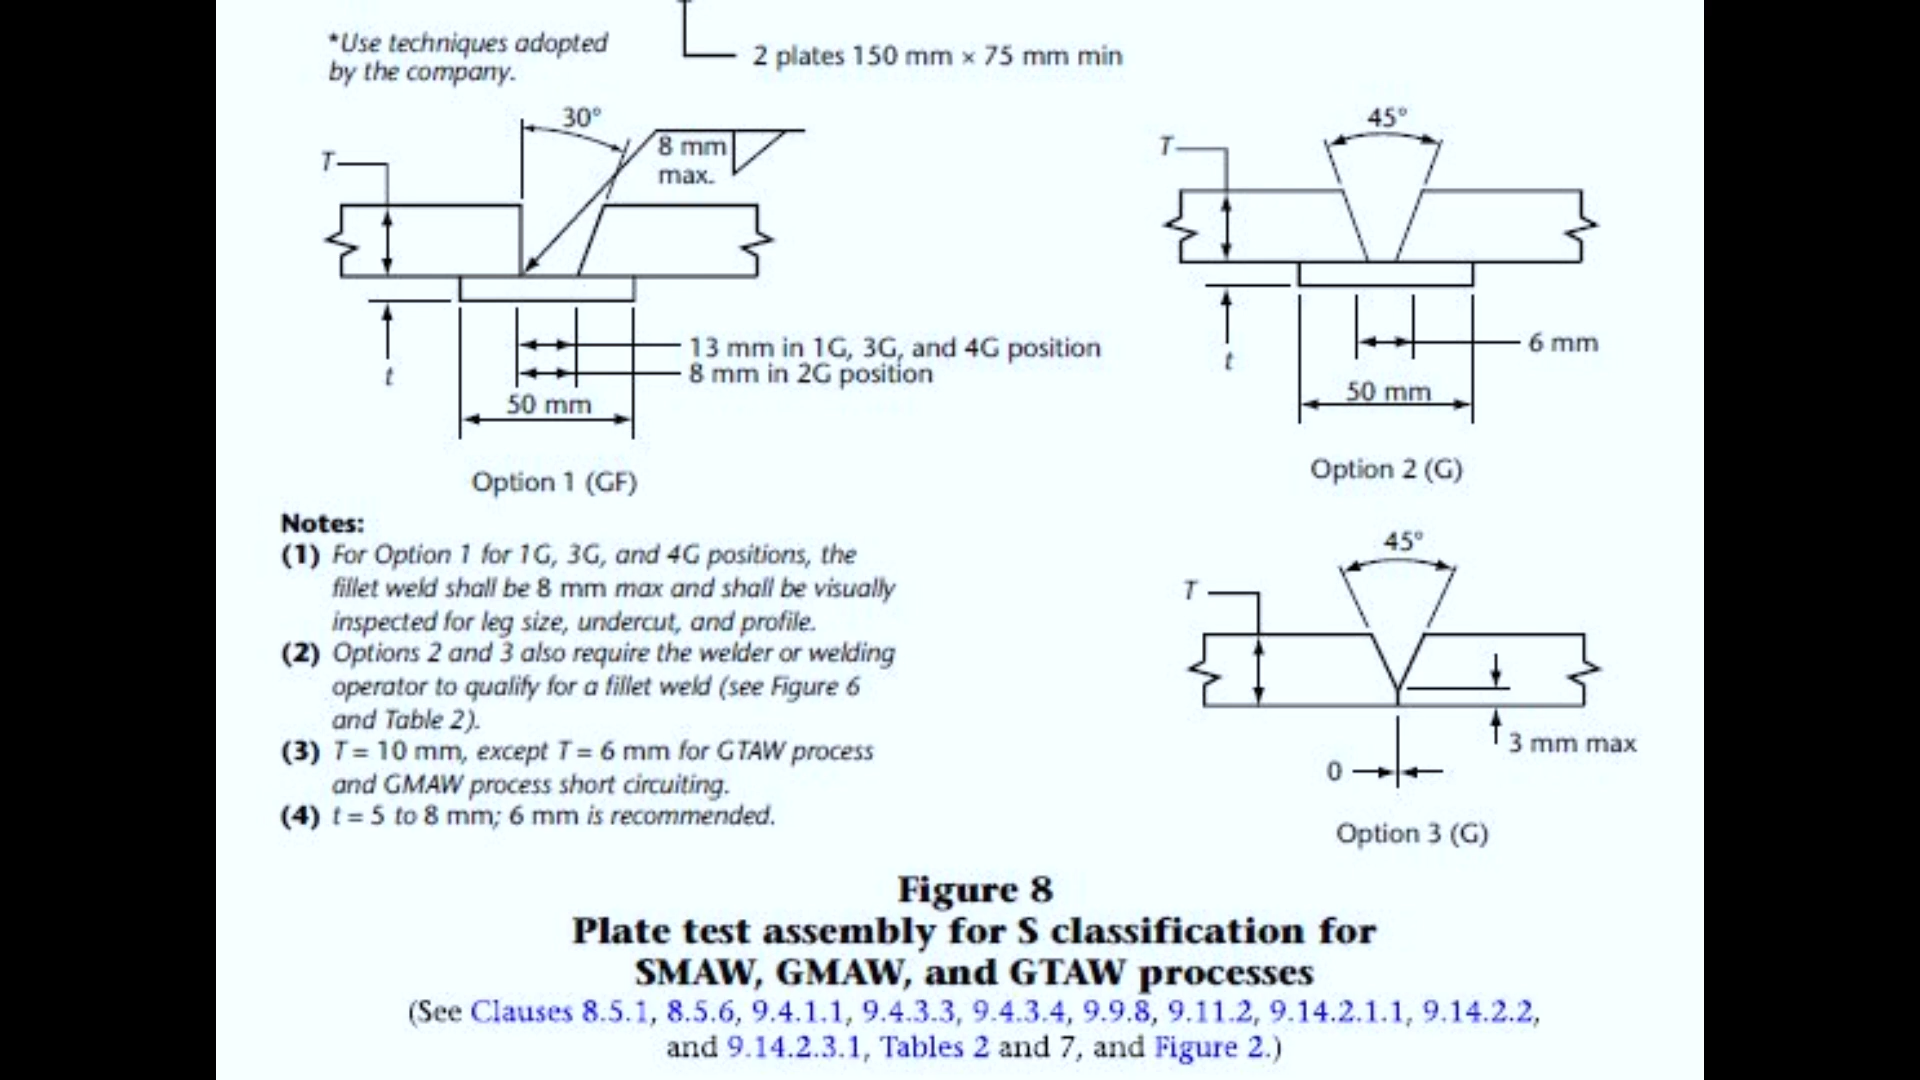 *Use techniques adopted
by the company.
2 plates 150 mm × 75 mm min
30°
8 mm
max.
T
t
13 mm in 1G, 3G, and 4G position
8 mm in 2G position
50 mm
Option 1 (GF)
45°
T
t
6 mm
50 mm
Option 2 (G)
Notes:
(1) For Option 1 for 1G, 3G, and 4G positions, the
fillet weld shall be 8 mm max and shall be visually
inspected for leg size, undercut, and profile.
(2) Options 2 and 3 also require the welder or welding
operator to qualify for a fillet weld (see Figure 6
and Table 2).
(3) T = 10 mm, except T = 6 mm for GTAW process
and GMAW process short circuiting.
(4) t = 5 to 8 mm; 6 mm is recommended.
45°
T
3 mm max
0
Option 3 (G)
Figure 8
Plate test assembly for S classification for
SMAW, GMAW, and GTAW processes
(See Clauses 8.5.1, 8.5.6, 9.4.1.1, 9.4.3.3, 9.4.3.4, 9.9.8, 9.11.2, 9.14.2.1.1, 9.14.2.2,
and 9.14.2.3.1, Tables 2 and 7, and Figure 2.)